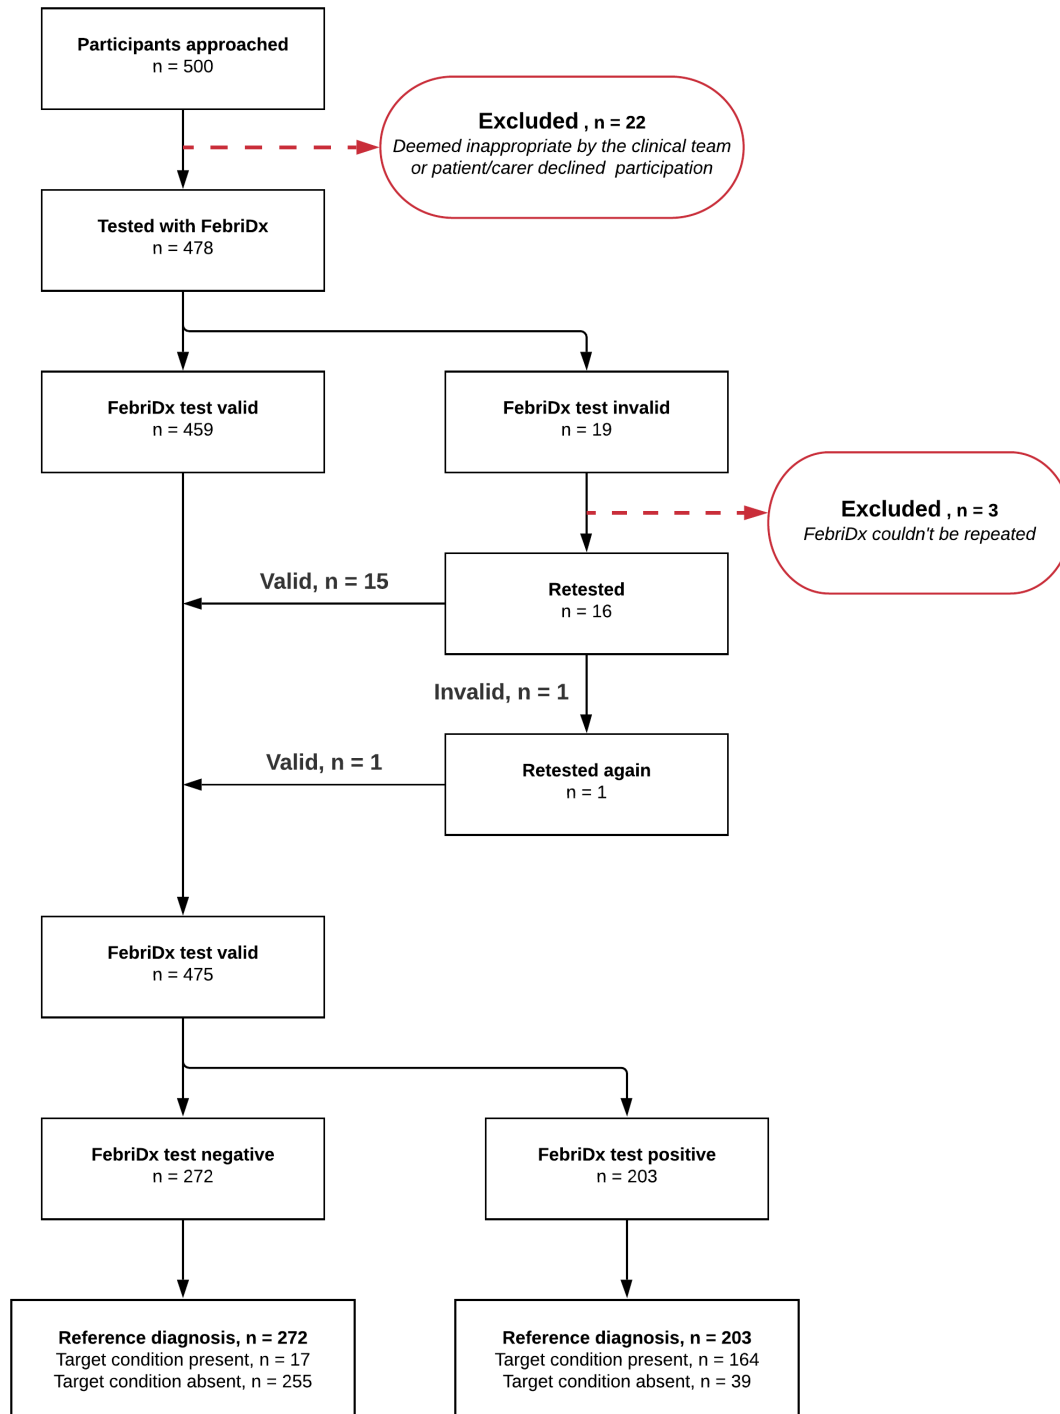 Participants approached
n = 500
Excluded , n = 22
Deemed inappropriate by the clinical team
or patient/carer declined participation
Tested with FebriDx
n = 478
FebriDx test valid
n = 459
FebriDx test invalid
n = 19
Excluded , n = 3
FebriDx couldn't be repeated
Valid, n = 15
Retested
n = 16
Invalid, n = 1
Valid, n = 1
Retested again
n = 1
FebriDx test valid
n = 475
FebriDx test negative
n = 272
FebriDx test positive
n = 203
Reference diagnosis, n = 272
Target condition present, n = 17
Target condition absent, n = 255
Reference diagnosis, n = 203
Target condition present, n = 164
Target condition absent, n = 39